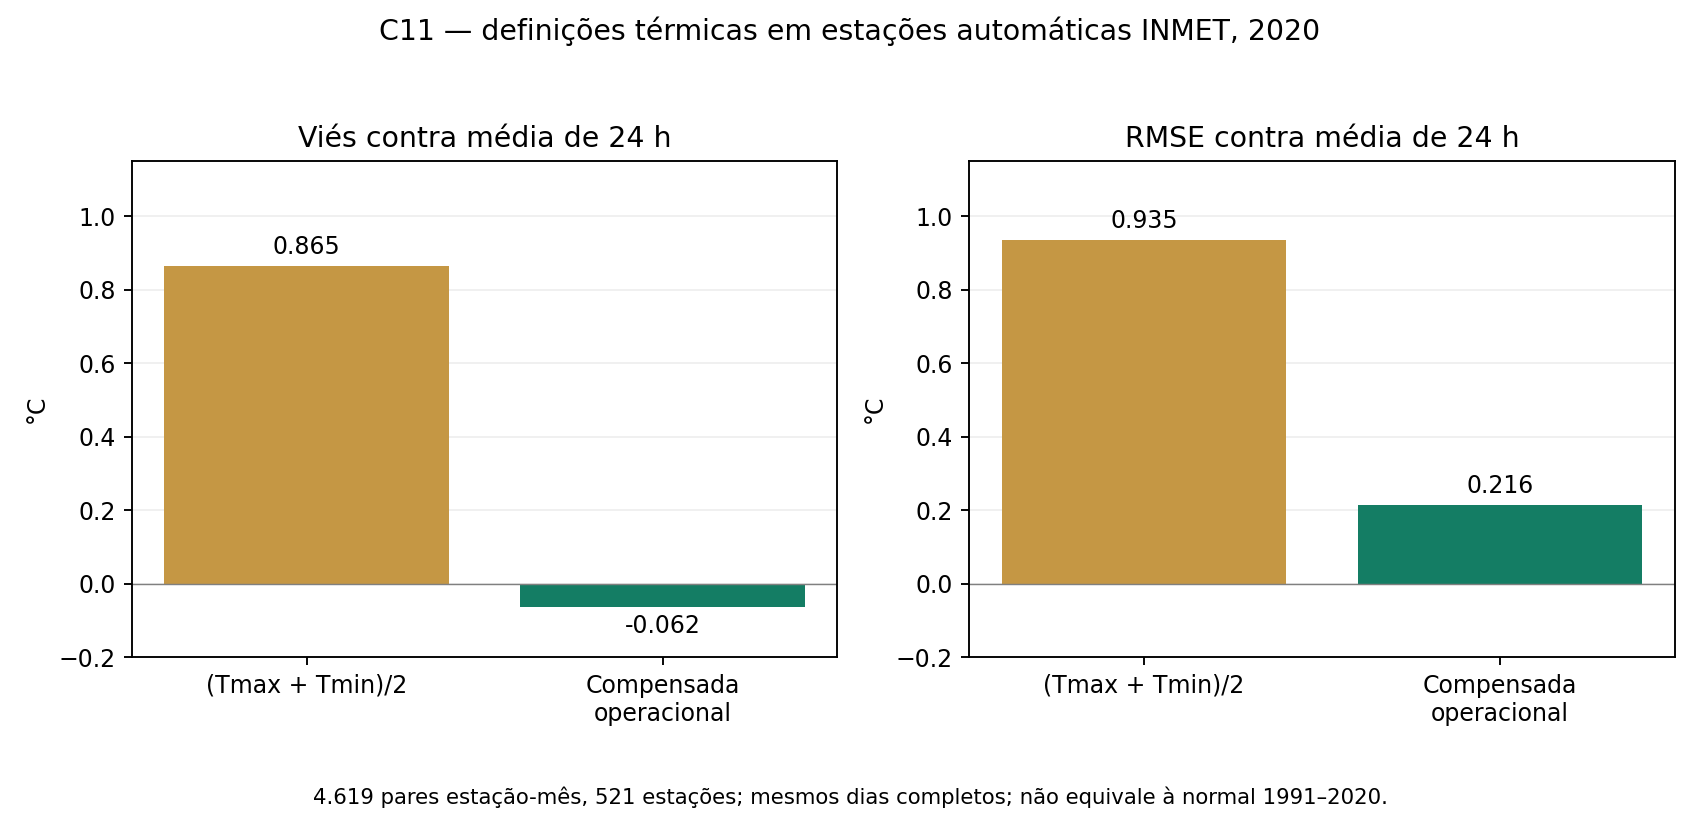 C11 — definições térmicas em estações automáticas INMET, 2020
Viés contra média de 24 h
°C
1.0
0.8
0.6
0.4
0.2
0.0
−0.2
0.865
-0.062
(Tmax + Tmin)/2
Compensada
operacional
RMSE contra média de 24 h
°C
1.0
0.8
0.6
0.4
0.2
0.0
−0.2
0.935
0.216
(Tmax + Tmin)/2
Compensada
operacional
4.619 pares estação-mês, 521 estações; mesmos dias completos; não equivale à normal 1991–2020.